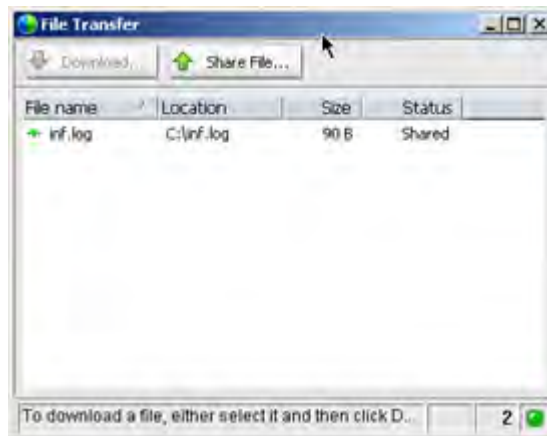 File Transfer
Download... Share File...
File name Location Size Status
inf.log C:\inf.log 90 B Shared
To download a file, either select it and then click D... 2